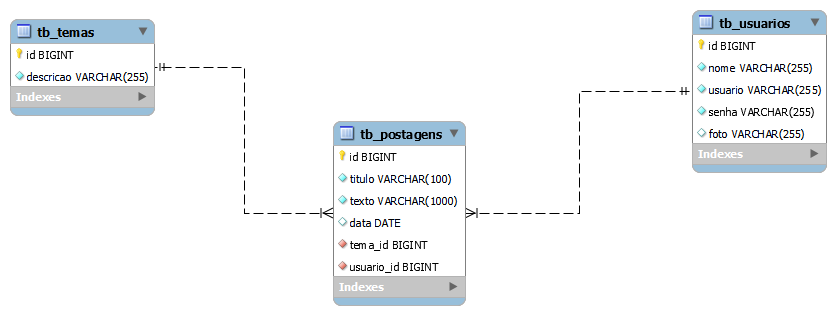 tb_temas
id BIGINT
descricao VARCHAR(255)
Indexes
tb_postagens
id BIGINT
titulo VARCHAR(100)
texto VARCHAR(1000)
data DATE
tema_id BIGINT
usuario_id BIGINT
Indexes
tb_usuarios
id BIGINT
nome VARCHAR(255)
usuario VARCHAR(255)
senha VARCHAR(255)
foto VARCHAR(255)
Indexes